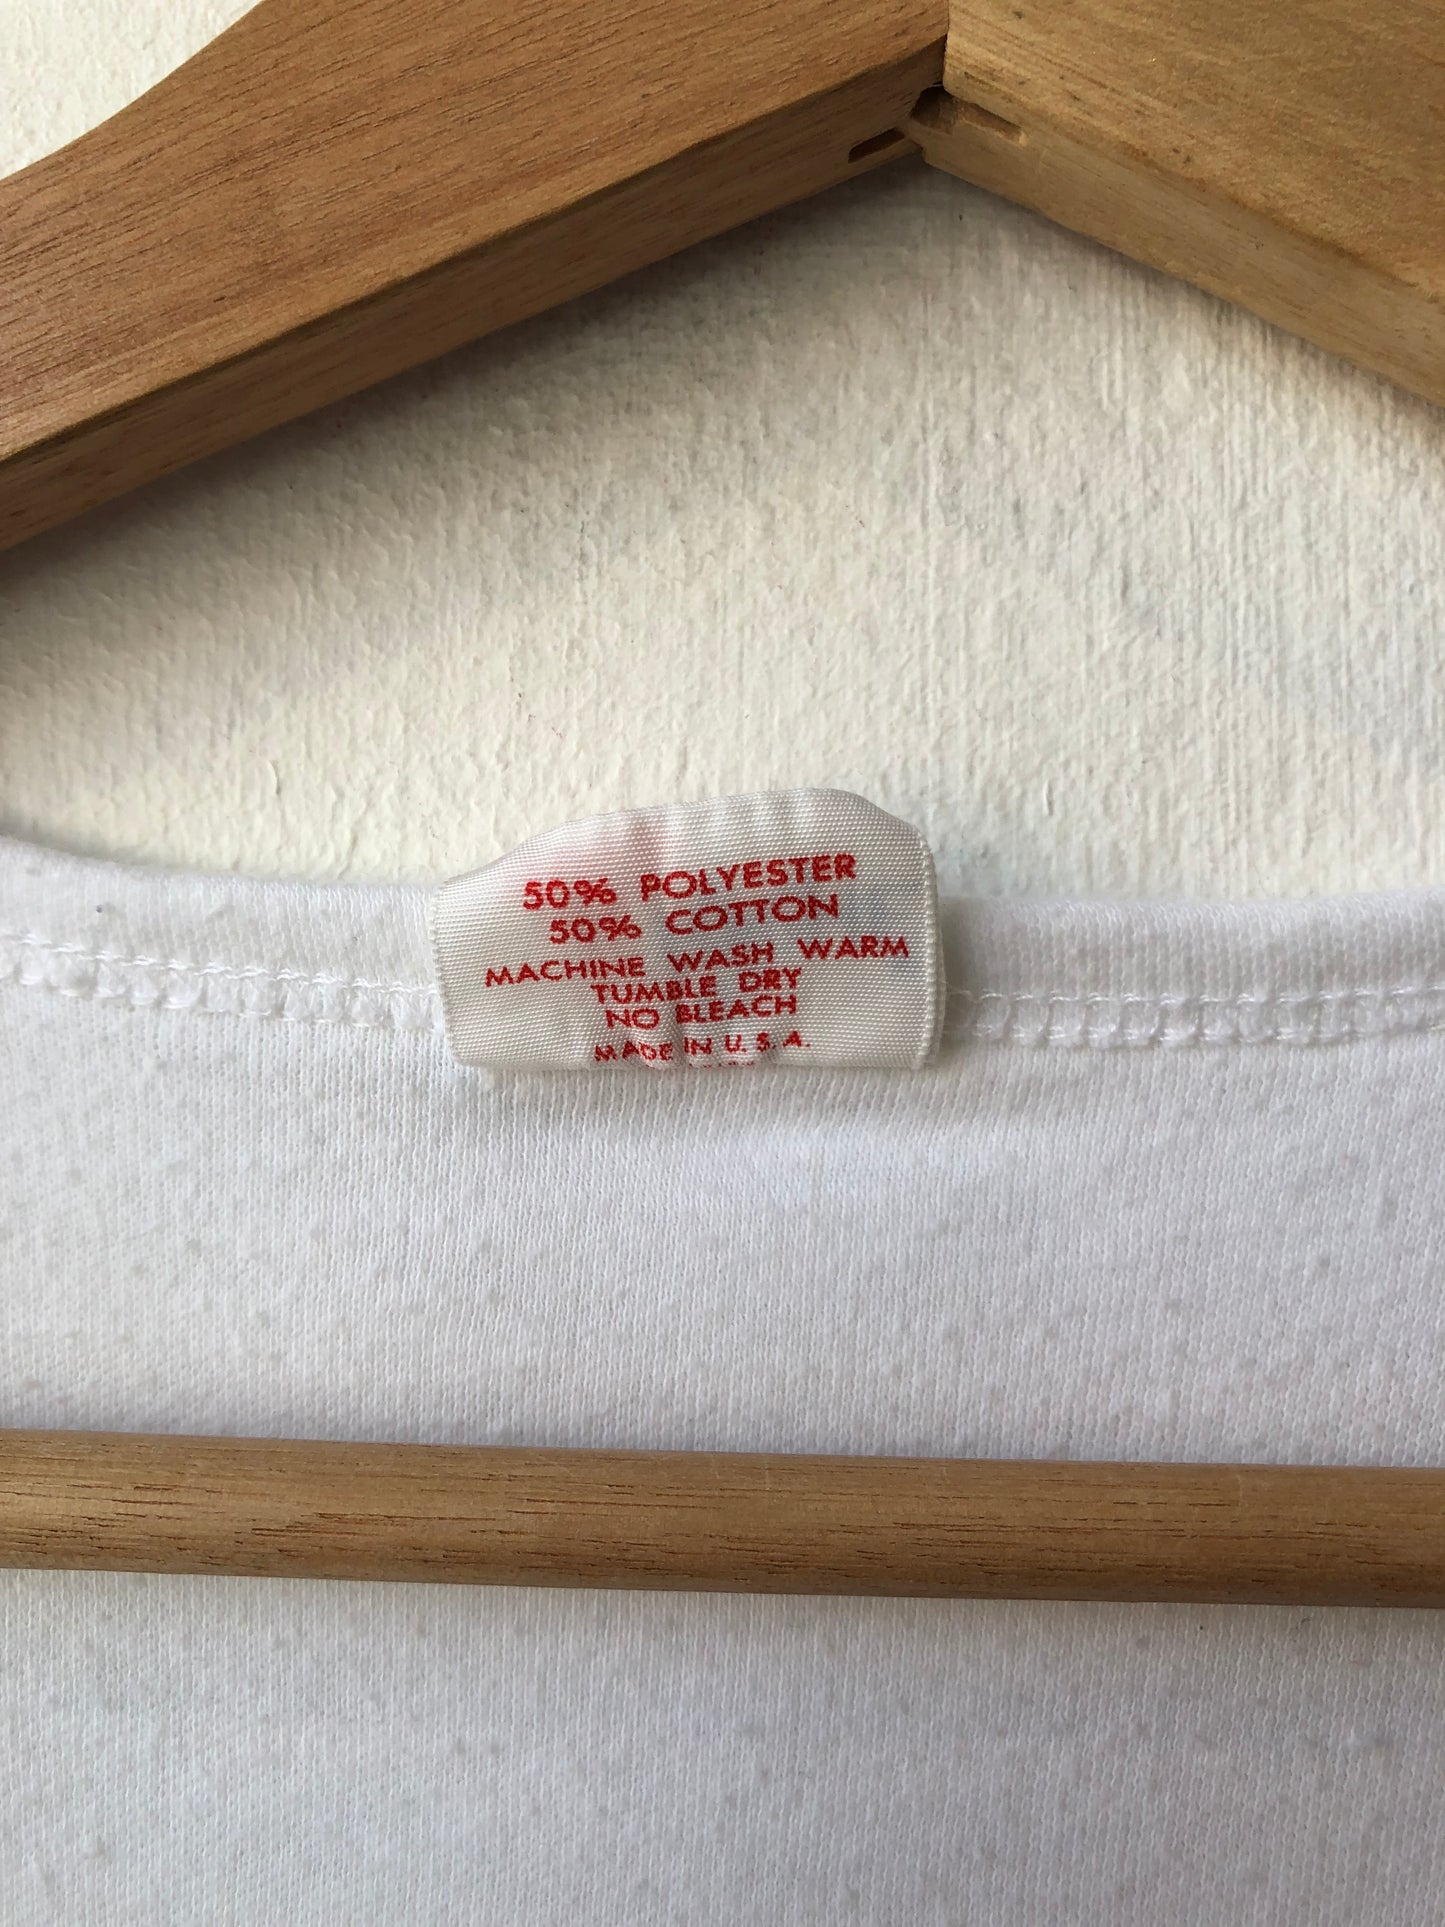 50% POLYESTER
50% COTTON
MACHINE WASH WARM
TUMBLE DRY
NO BLEACH
MADE IN U. S. A.